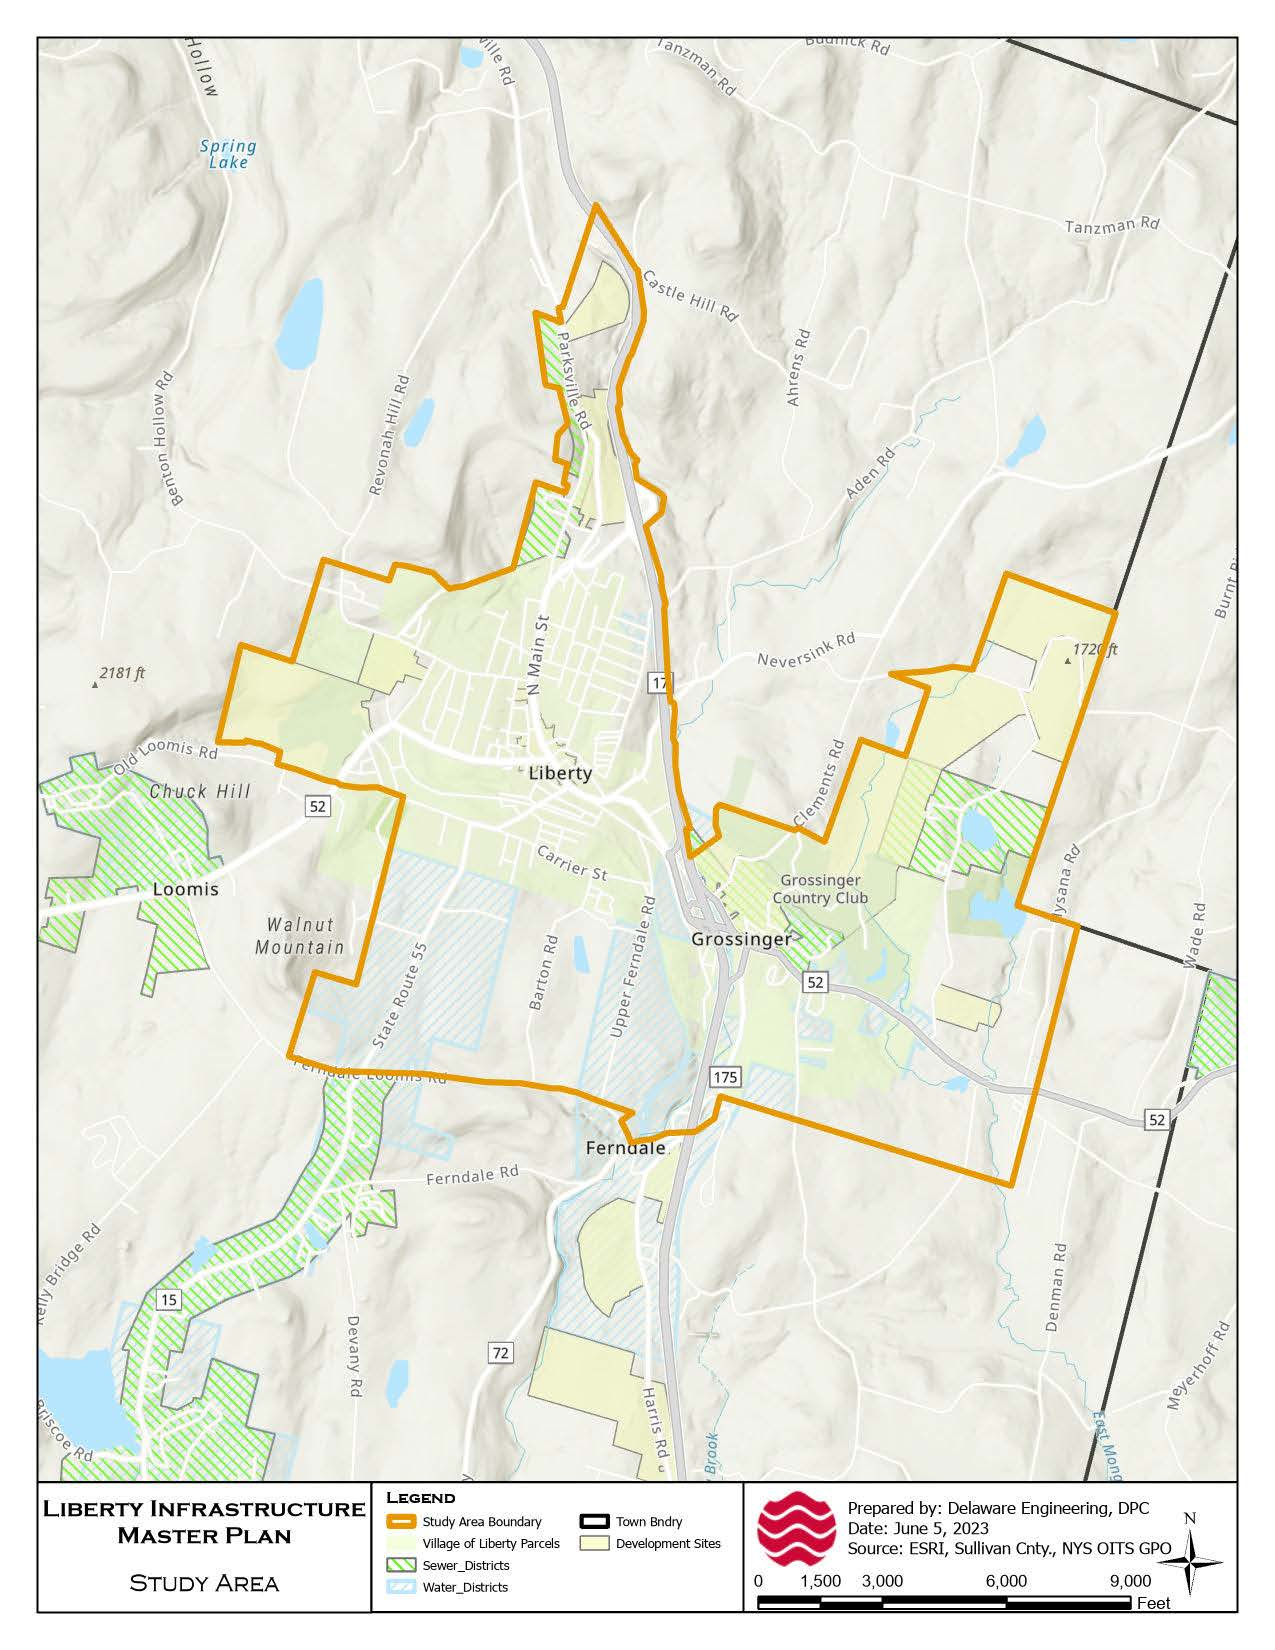 Hollow
ville Rd
Tanzman Rd
Budnick Rd
Spring
Lake
Tanzman Rd
Castle Hill Rd
Parksville Rd
Ahrens Rd
Benton Hollow Rd
Revonah Hill Rd
Aden Rd
N Main St
Neversink Rd
1720 ft
2181 ft
17
Old Loomis Rd
Chuck Hill
Liberty
Clements Rd
52
Carrier St
Loomis
Grossinger
Country Club
Walnut
Mountain
Grossinger
Wade Rd
State Route 55
Barton Rd
Upper Ferndale Rd
52
Ferndale Loomis Rd
175
52
Ferndale
Ferndale Rd
Kelly Bridge Rd
15
Devany Rd
72
Denman Rd
Meyerhoff Rd
Briscoe Rd
Harris Rd
Brook
East Mong
LIBERTY INFRASTRUCTURE
MASTER PLAN
STUDY AREA
LEGEND
Study Area Boundary
Town Bndry
Village of Liberty Parcels
Development Sites
Sewer_Districts
Water_Districts
Prepared by: Delaware Engineering, DPC
Date: June 5, 2023
Source: ESRI, Sullivan Cnty., NYS OITS GPO
N
0 1,500 3,000 6,000 9,000
Feet